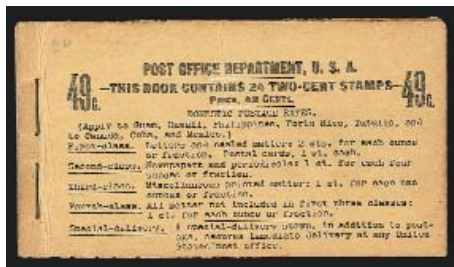 POST OFFICE DEPARTMENT, U. S. A.
49c. —THIS BOOK CONTAINS 24 TWO-CENT STAMPS— 49c.
PRICE, 49 CENTS.
DOMESTIC POSTAGE RATES.
(Apply to Guam, Hawaii, Philippines, Porto Rico, Tutuila, and
to Canada, Cuba, and Mexico.)
First-class. Letters and sealed matter: 2 cts. for each ounce
or fraction. Postal cards, 1 ct. each.
Second-class. Newspapers and periodicals: 1 ct. for each four
ounces or fraction.
Third-class. Miscellaneous printed matter: 1 ct. for each two
ounces or fraction.
Fourth-class. All matter not included in first three classes:
1 ct. for each ounce or fraction.
Special-delivery. A special-delivery stamp, in addition to post-
age, secures immediate delivery at any United
States post office.